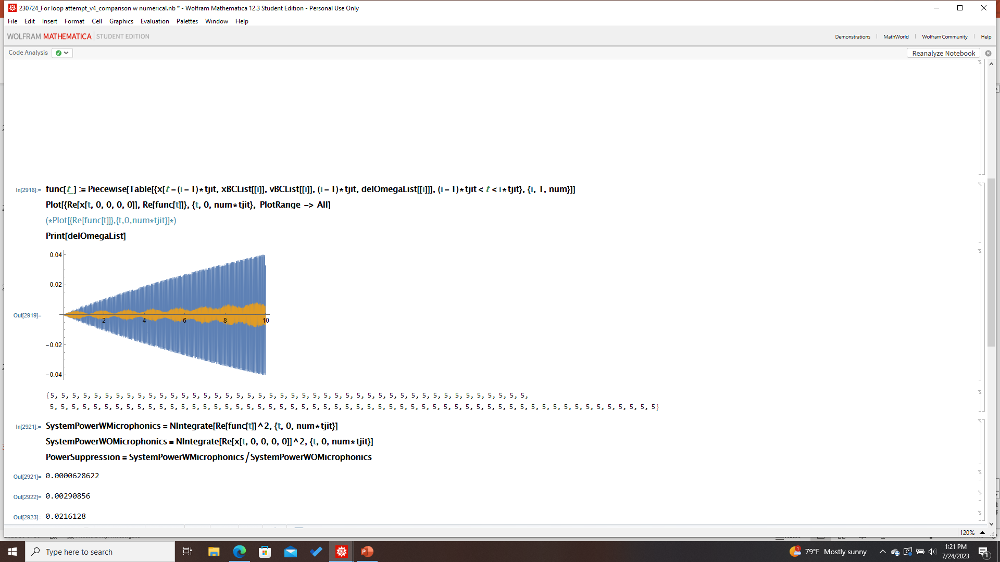 230724_For loop attempt_v4_comparison w numerical.nb * - Wolfram Mathematica 12.3 Student Edition - Personal Use Only
File Edit Insert Format Cell Graphics Evaluation Palettes Window Help
WOLFRAM MATHEMATICA STUDENT EDITION
Demonstrations MathWorld Wolfram Community Help
Code Analysis
Reanalyze Notebook
In[2918]:= func[t_] := Piecewise[Table[{x[t - (i - 1)*tjit, xBCList[[i]], vBCList[[i]], (i - 1)*tjit, delOmegaList[[i]]], (i - 1)*tjit < t < i*tjit}, {i, 1, num}]]
Plot[{Re[x[t, 0, 0, 0, 0]], Re[func[t]]}, {t, 0, num*tjit}, PlotRange -> All]
(*Plot[{Re[func[t]]},{t,0,num*tjit}]*)
Print[delOmegaList]
0.04
0.02
Out[2919]=
2 4 6 8 10
-0.02
-0.04
{5, 5, 5, 5, 5, 5, 5, 5, 5, 5, 5, 5, 5, 5, 5, 5, 5, 5, 5, 5, 5, 5, 5, 5, 5, 5, 5, 5, 5, 5, 5, 5, 5, 5, 5, 5, 5, 5, 5, 5, 5, 5, 5, 5,
5, 5, 5, 5, 5, 5, 5, 5, 5, 5, 5, 5, 5, 5, 5, 5, 5, 5, 5, 5, 5, 5, 5, 5, 5, 5, 5, 5, 5, 5, 5, 5, 5, 5, 5, 5, 5, 5, 5, 5, 5, 5, 5, 5, 5, 5, 5, 5, 5, 5, 5, 5, 5, 5, 5, 5}
In[2921]:= SystemPowerWMicrophonics = NIntegrate[Re[func[t]]^2, {t, 0, num*tjit}]
SystemPowerWOMicrophonics = NIntegrate[Re[x[t, 0, 0, 0, 0]]^2, {t, 0, num*tjit}]
PowerSuppression = SystemPowerWMicrophonics/SystemPowerWOMicrophonics
Out[2921]= 0.0000628622
Out[2922]= 0.00290856
Out[2923]= 0.0216128
120%
Type here to search
79°F Mostly sunny
1:21 PM
7/24/2023